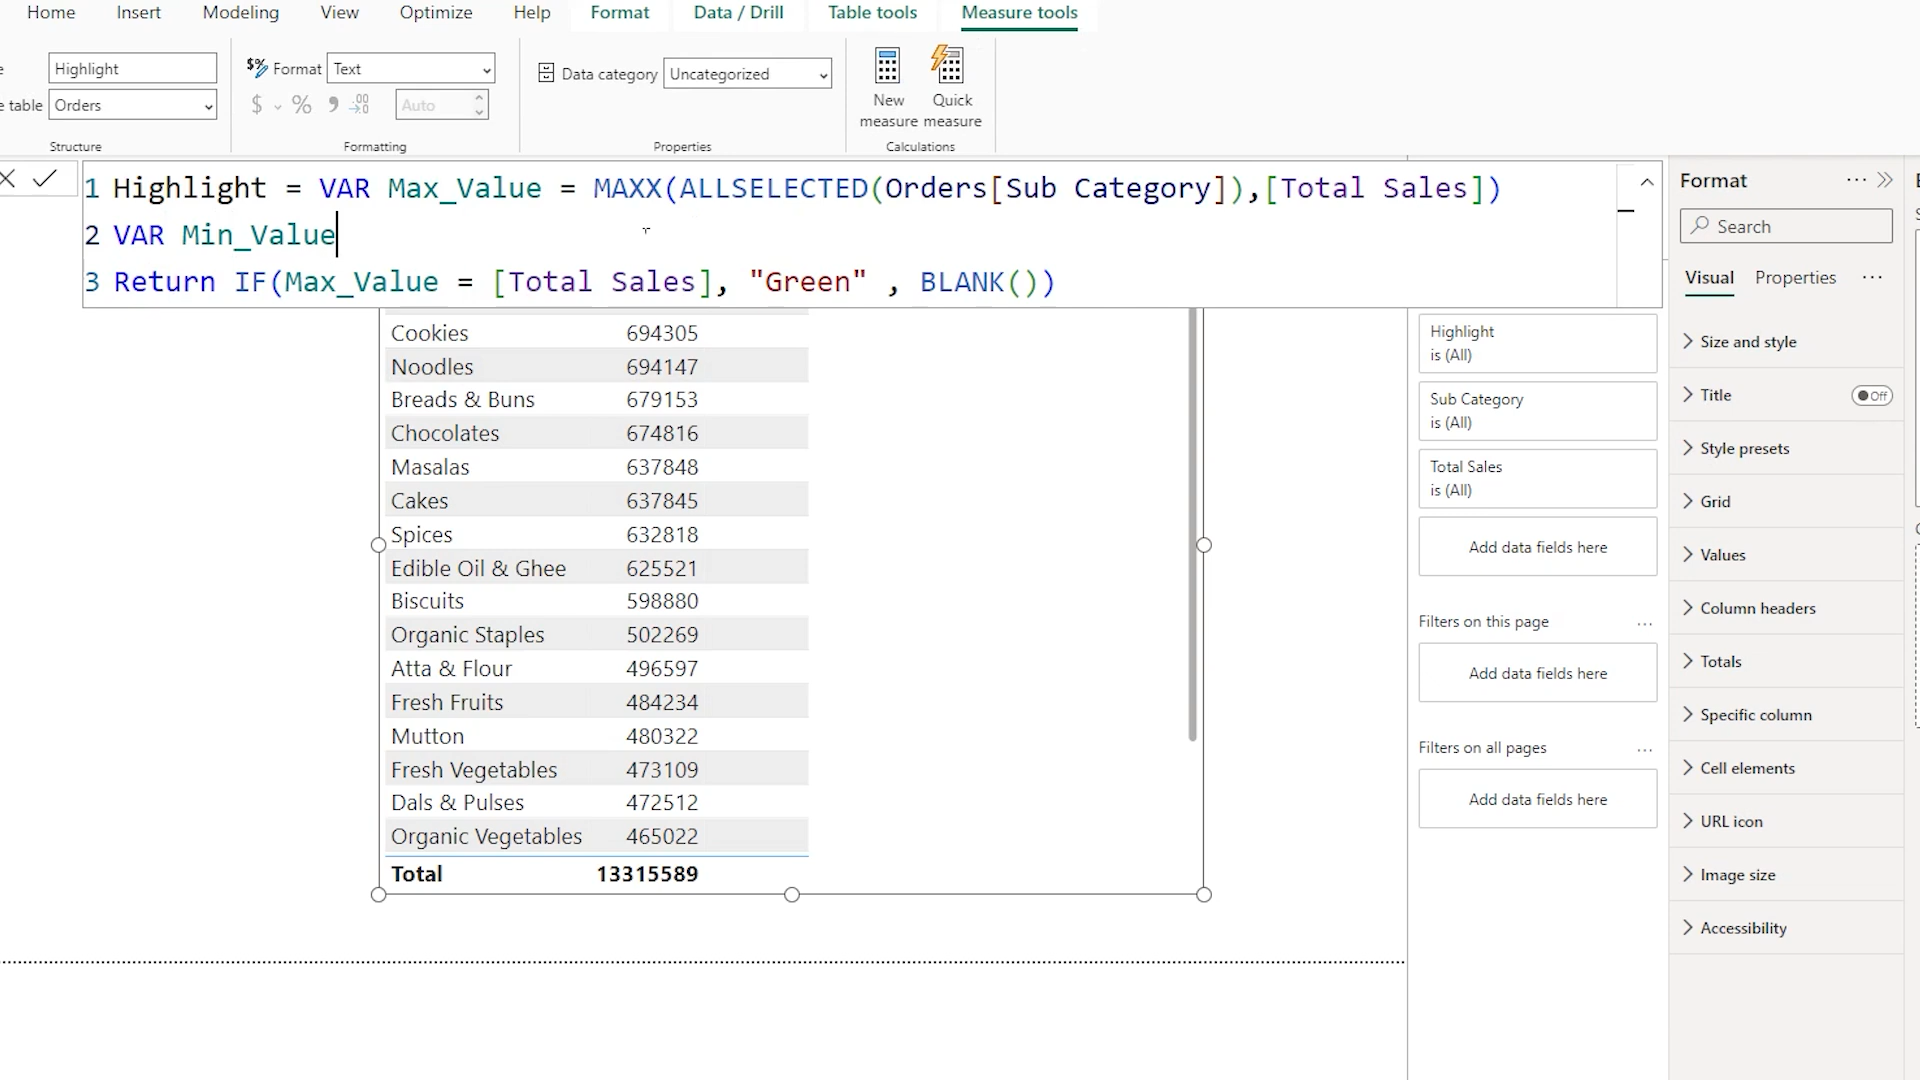 Home Insert Modeling View Optimize Help Format Data / Drill Table tools Measure tools
Highlight
$% Format Text
Data category Uncategorized
New measure
Quick measure
e table Orders
$ % 9 .00 Auto
Structure Formatting Properties Calculations
1 Highlight = VAR Max_Value = MAXX(ALLSELECTED(Orders[Sub Category]),[Total Sales])
2 VAR Min_Value
3 Return IF(Max_Value = [Total Sales], "Green" , BLANK())
Cookies 694305
Noodles 694147
Breads & Buns 679153
Chocolates 674816
Masalas 637848
Cakes 637845
Spices 632818
Edible Oil & Ghee 625521
Biscuits 598880
Organic Staples 502269
Atta & Flour 496597
Fresh Fruits 484234
Mutton 480322
Fresh Vegetables 473109
Dals & Pulses 472512
Organic Vegetables 465022
Total 13315589
Highlight
is (All)
Sub Category
is (All)
Total Sales
is (All)
Add data fields here
Filters on this page ...
Add data fields here
Filters on all pages ...
Add data fields here
Format ...
Search
Visual Properties ...
Size and style
Title Off
Style presets
Grid
Values
Column headers
Totals
Specific column
Cell elements
URL icon
Image size
Accessibility